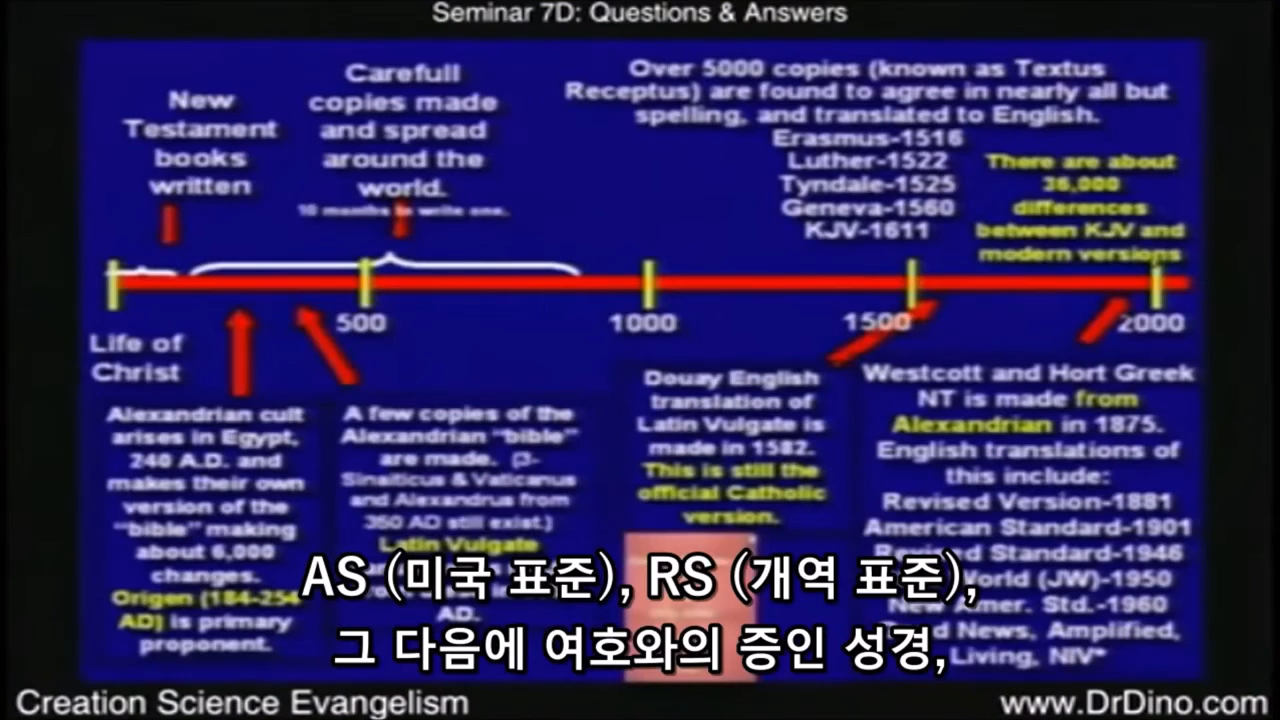 Seminar 7D: Questions & Answers
New
Testament
books
written
Carefull
copies made
and spread
around the
world.
10 months to write one.
Over 5000 copies (known as Textus
Receptus) are found to agree in nearly all but
spelling, and translated to English.
Erasmus-1516
Luther-1522
Tyndale-1525
Geneva-1560
KJV-1611
There are about
36,000
differences
between KJV and
modern versions
500
1000
1500
2000
Life of
Christ
Alexandrian cult
arises in Egypt,
240 A.D. and
makes their own
version of the
"bible" making
about 6,000
changes.
Origen (184-254
AD) is primary
proponent.
A few copies of the
Alexandrian "bible"
are made. (3-
Sinaiticus & Vaticanus
and Alexandrus from
350 AD still exist.)
Latin Vulgate
AD.
Douay English
translation of
Latin Vulgate is
made in 1582.
This is still the
official Catholic
version.
Westcott and Hort Greek
NT is made from
Alexandrian in 1875.
English translations of
this include:
Revised Version-1881
American Standard-1901
Standard-1946
World (JW)-1950
New Amer. Std.-1960
News, Amplified,
Living, NIV*
AS (미국 표준), RS (개역 표준),
그 다음에 여호와의 증인 성경,
Creation Science Evangelism
www.DrDino.com